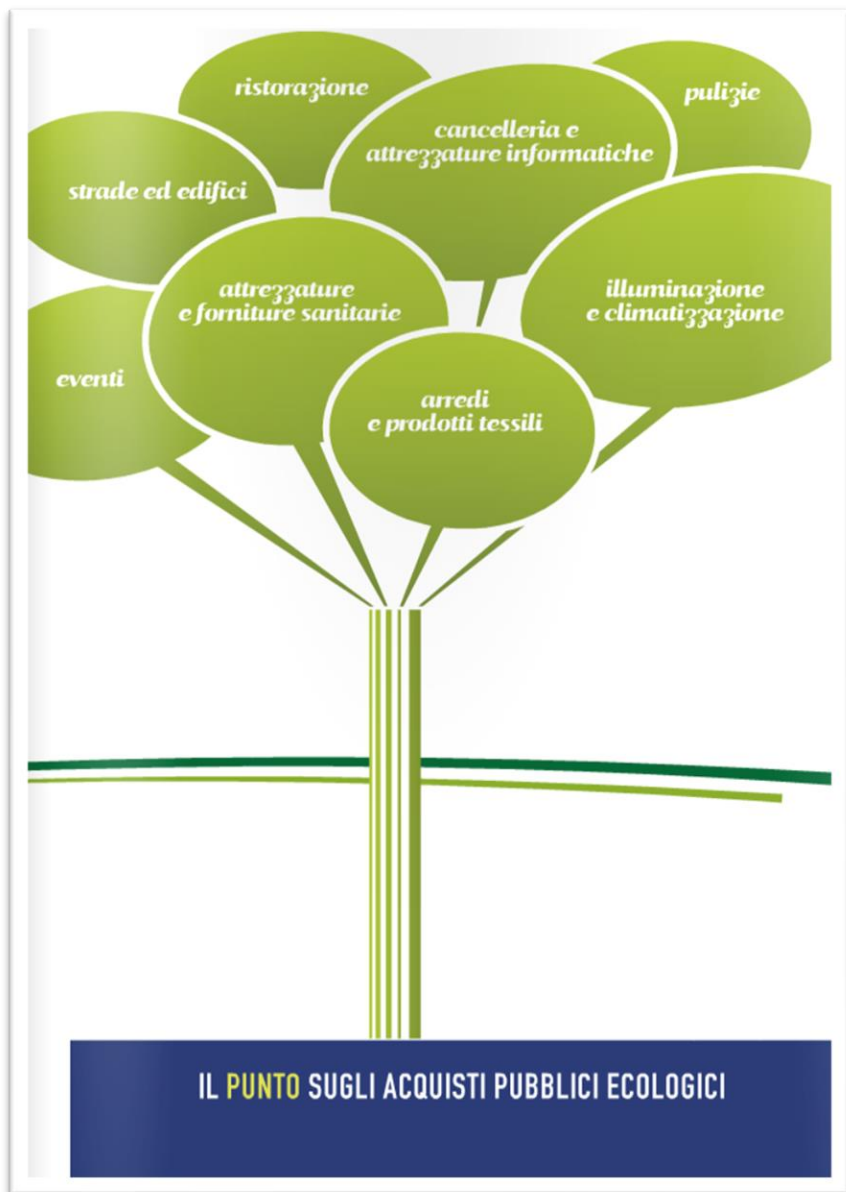 ristorazione
pulizie
cancelleria e
attrezzature informatiche
strade ed edifici
attrezzature
e forniture sanitarie
illuminazione
e climatizzazione
eventi
arredi
e prodotti tessili
IL PUNTO SUGLI ACQUISTI PUBBLICI ECOLOGICI